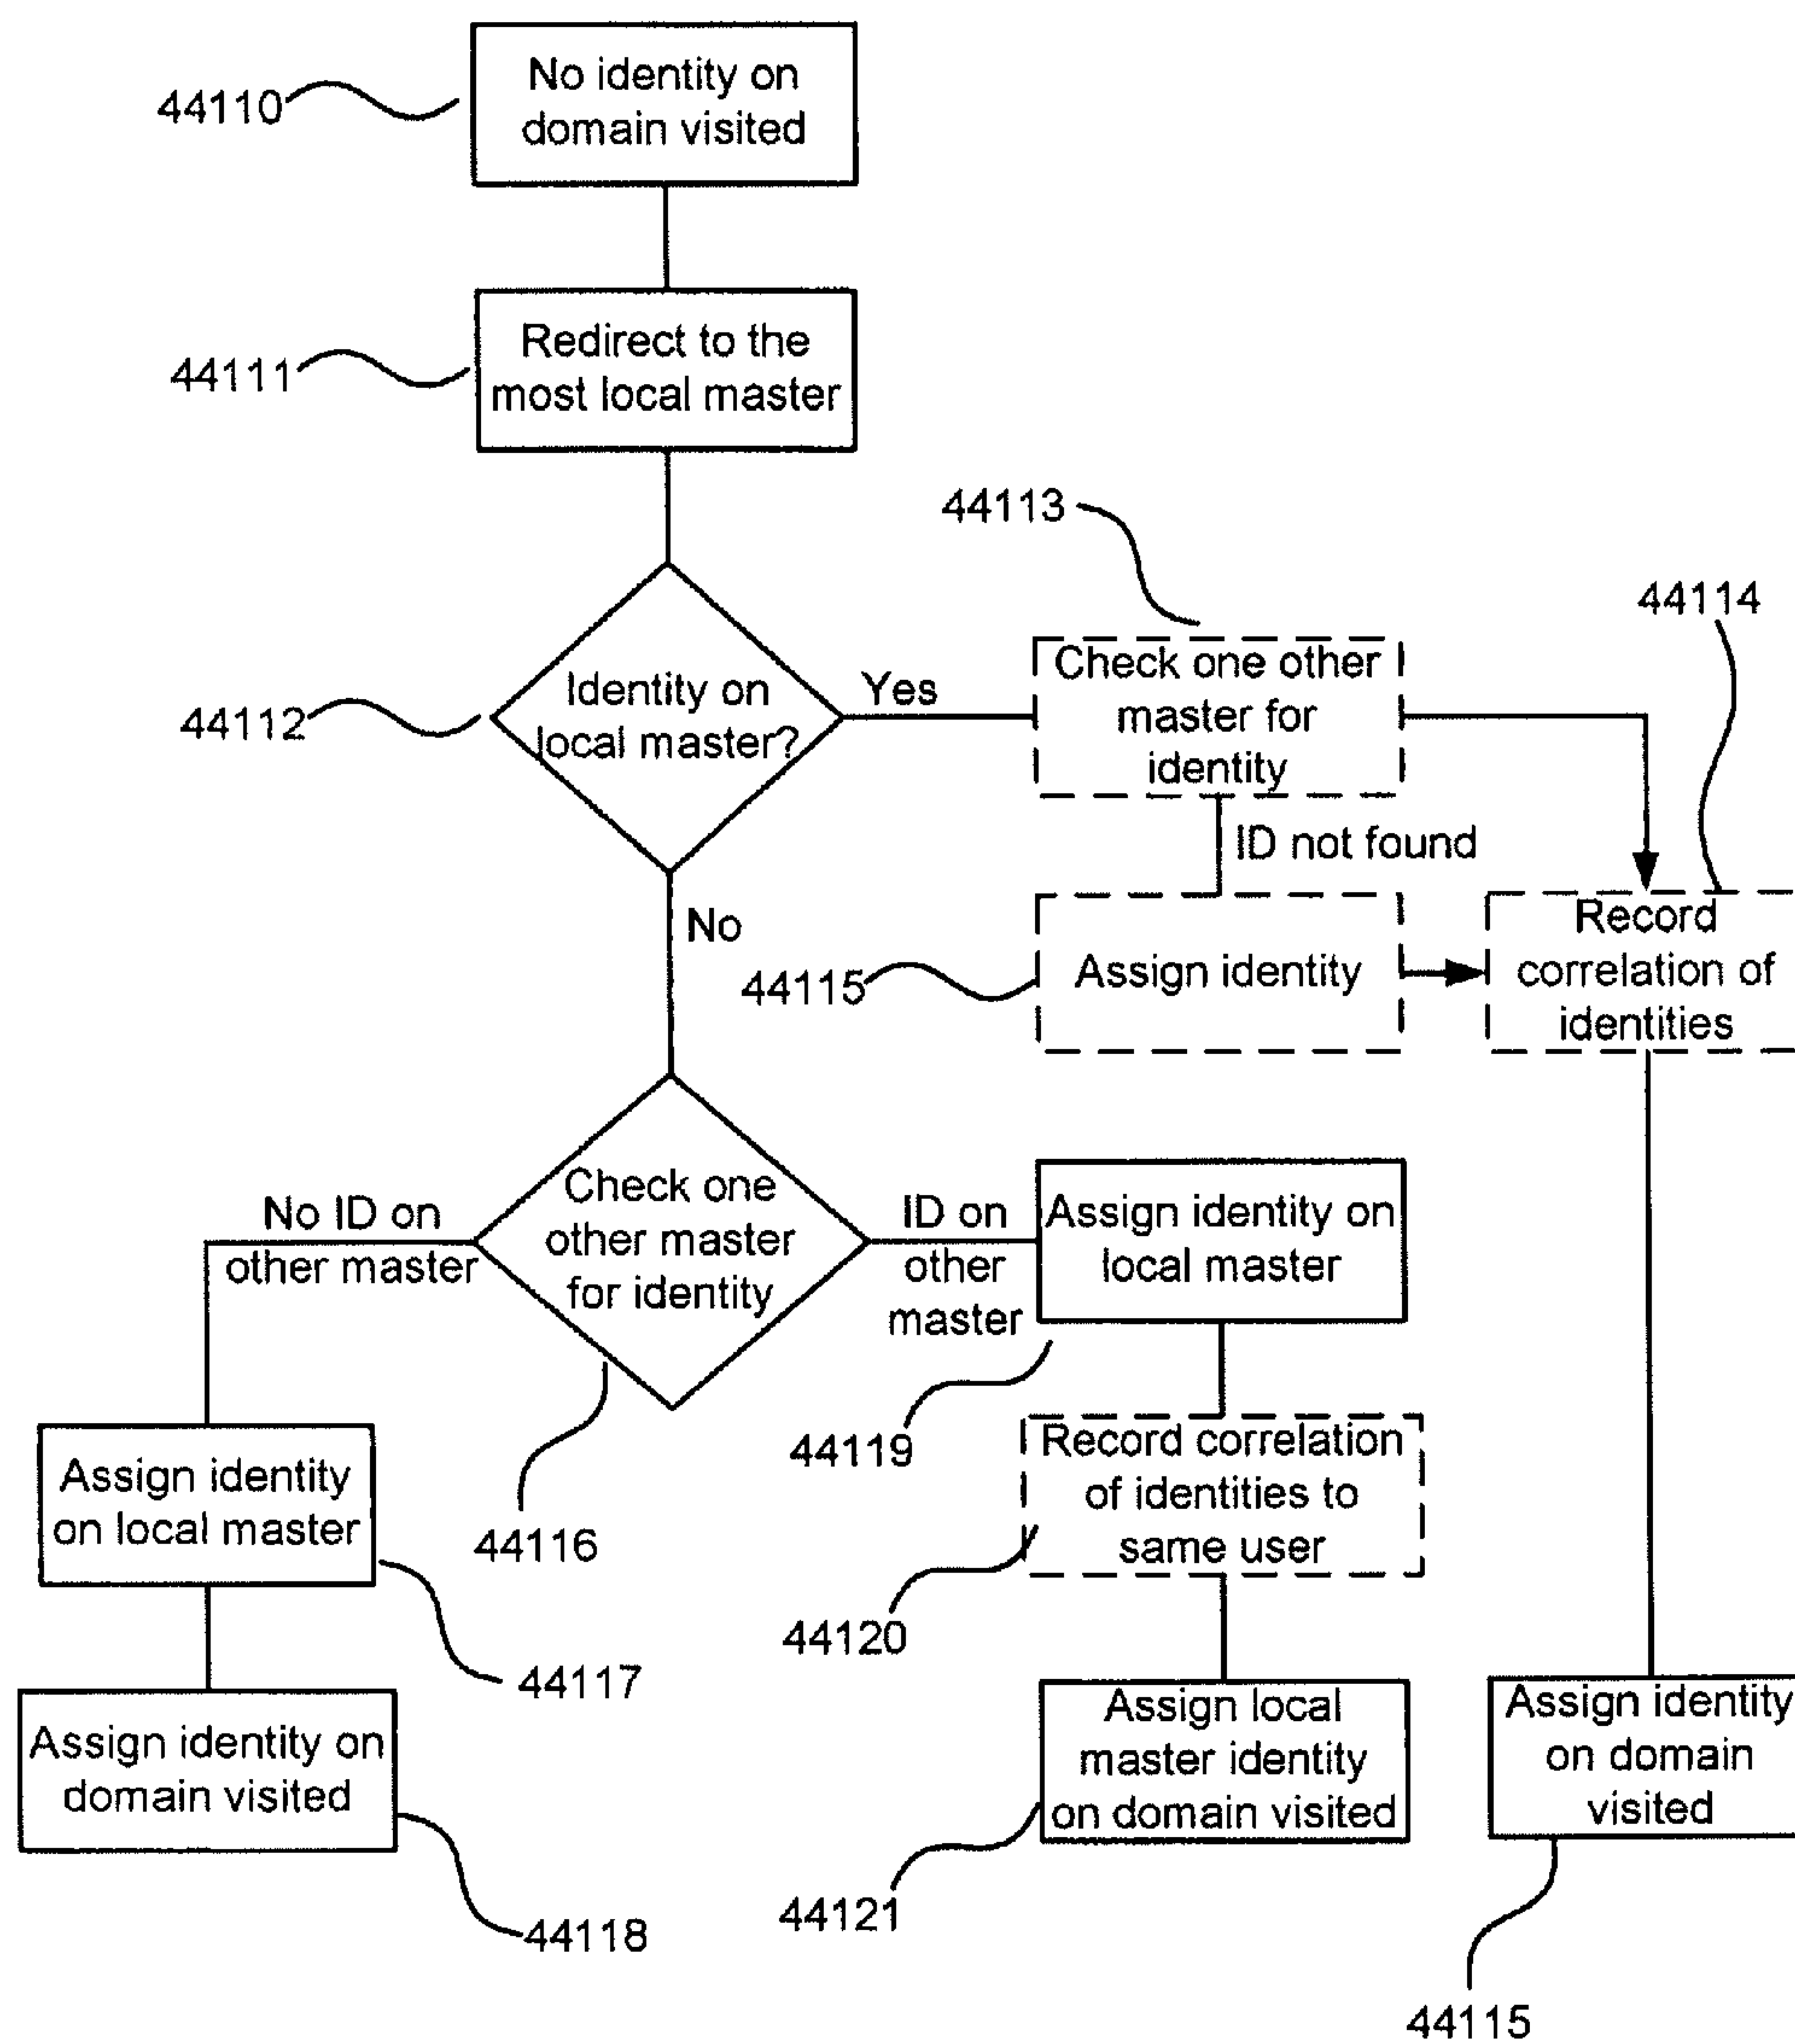 No identity on
domain visited
44110
Redirect to the
most local master
44111
44113
44114
Identity on
local master?
44112
Yes
Check one other
master for
identity
ID not found
No
44115
Assign identity
Record
correlation of
identities
No ID on
other master
Check one
other master
for identity
ID on
other
master
Assign identity on
local master
44116
44119
Assign identity
on local master
44117
Record correlation
of identities to
same user
44120
Assign identity on
domain visited
44118
Assign local
master identity
on domain visited
44121
Assign identity
on domain
visited
44115